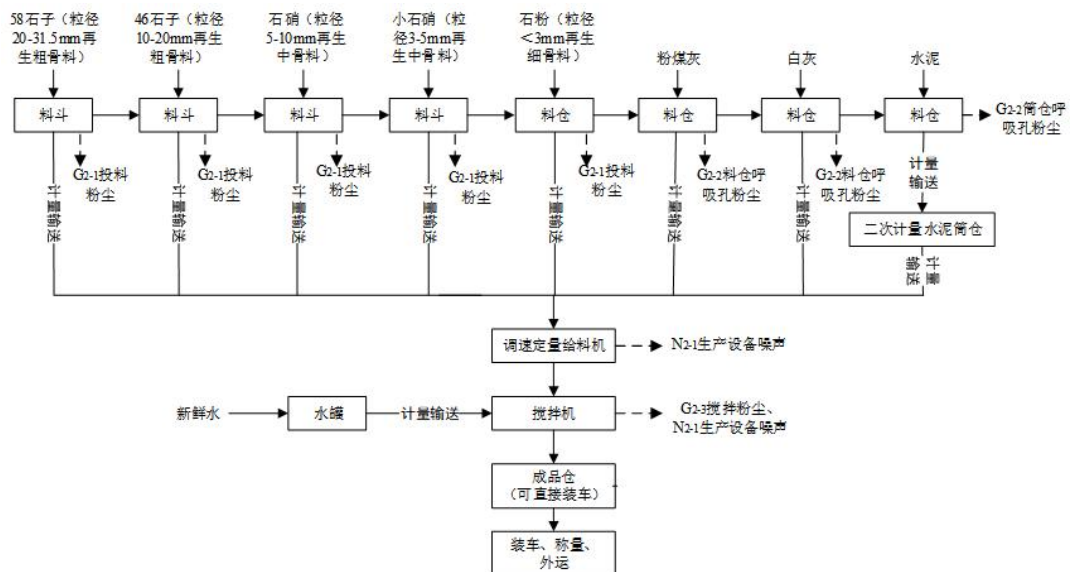 58石子（粒径
20-31.5mm再
生粗骨料）
46石子（粒径
10-20mm再生
粗骨料）
石硝（粒径
5-10mm再生
中骨料）
小石硝（粒
径3-5mm再
生中骨料）
石粉（粒径
＜3mm再生
细骨料）
粉煤灰
白灰
水泥
料斗
料斗
料斗
料斗
料仓
料仓
料仓
料仓
G2-2筒仓呼
吸孔粉尘
G2-1投料
粉尘
G2-1投料
粉尘
G2-1投料
粉尘
G2-1投料
粉尘
G2-1投料
粉尘
G2-2料仓呼
吸孔粉尘
G2-2料仓呼
吸孔粉尘
计量
输送
计量输送
计量输送
计量输送
计量输送
计量输送
计量输送
计量输送
二次计量水泥筒仓
计量
输送
调速定量给料机
N2-1生产设备噪声
新鲜水
水罐
计量输送
搅拌机
G2-3搅拌粉尘、
N2-1生产设备噪声
成品仓
（可直接装车）
装车、称量、
外运